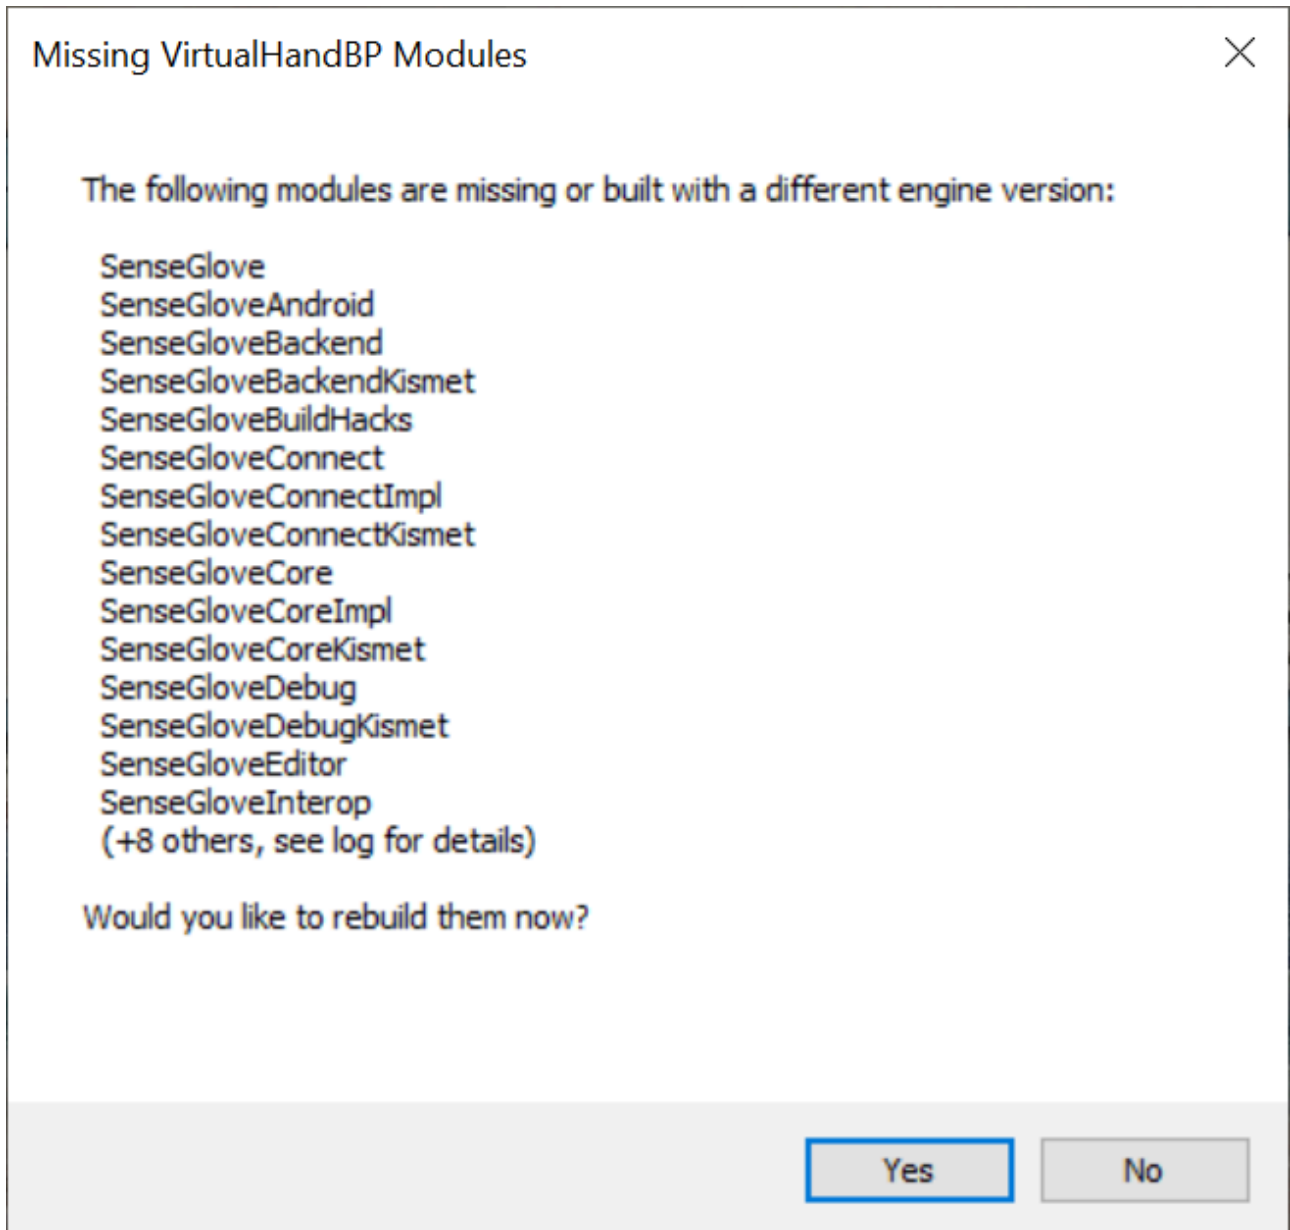 Missing VirtualHandBP Modules
The following modules are missing or built with a different engine version:
SenseGlove
SenseGloveAndroid
SenseGloveBackend
SenseGloveBackendKismet
SenseGloveBuildHacks
SenseGloveConnect
SenseGloveConnectImpl
SenseGloveConnectKismet
SenseGloveCore
SenseGloveCoreImpl
SenseGloveCoreKismet
SenseGloveDebug
SenseGloveDebugKismet
SenseGloveEditor
SenseGloveInterop
(+8 others, see log for details)
Would you like to rebuild them now?
Yes
No